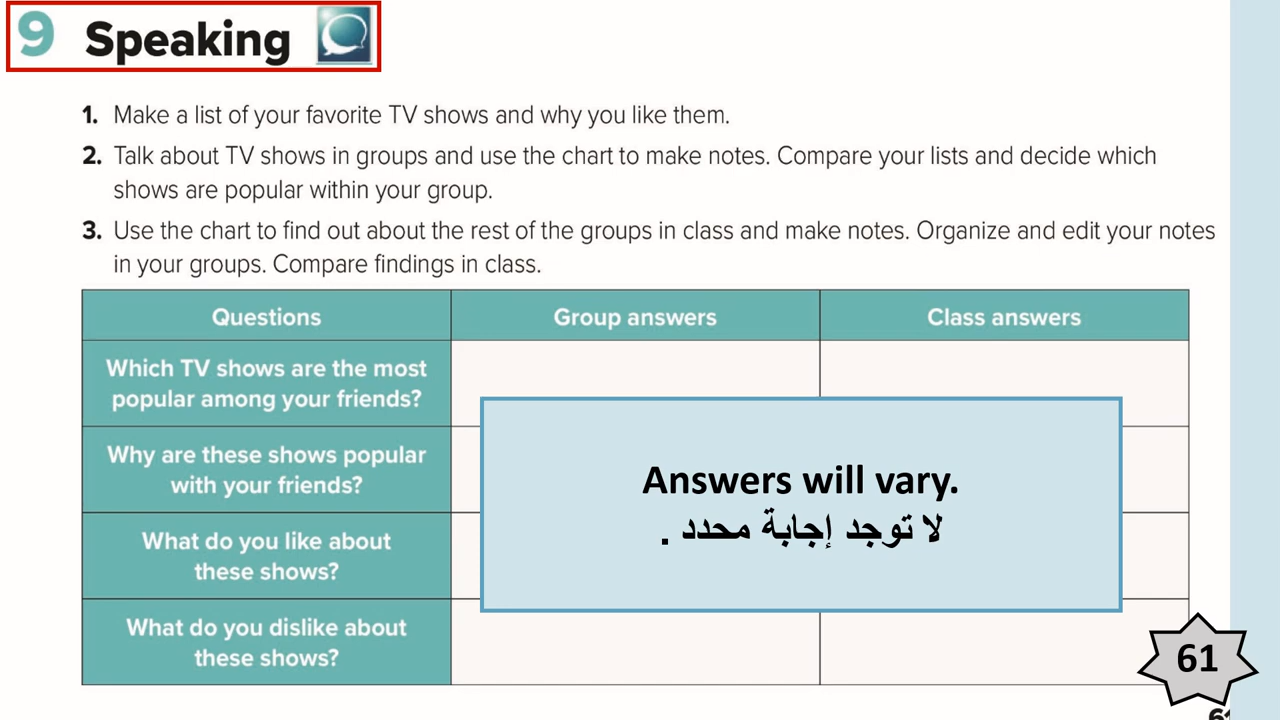 9 Speaking
1. Make a list of your favorite TV shows and why you like them.
2. Talk about TV shows in groups and use the chart to make notes. Compare your lists and decide which
shows are popular within your group.
3. Use the chart to find out about the rest of the groups in class and make notes. Organize and edit your notes
in your groups. Compare findings in class.
Questions
Group answers
Class answers
Which TV shows are the most
popular among your friends?
Why are these shows popular
with your friends?
What do you like about
these shows?
What do you dislike about
these shows?
Answers will vary.
لا توجد إجابة محدد .
61